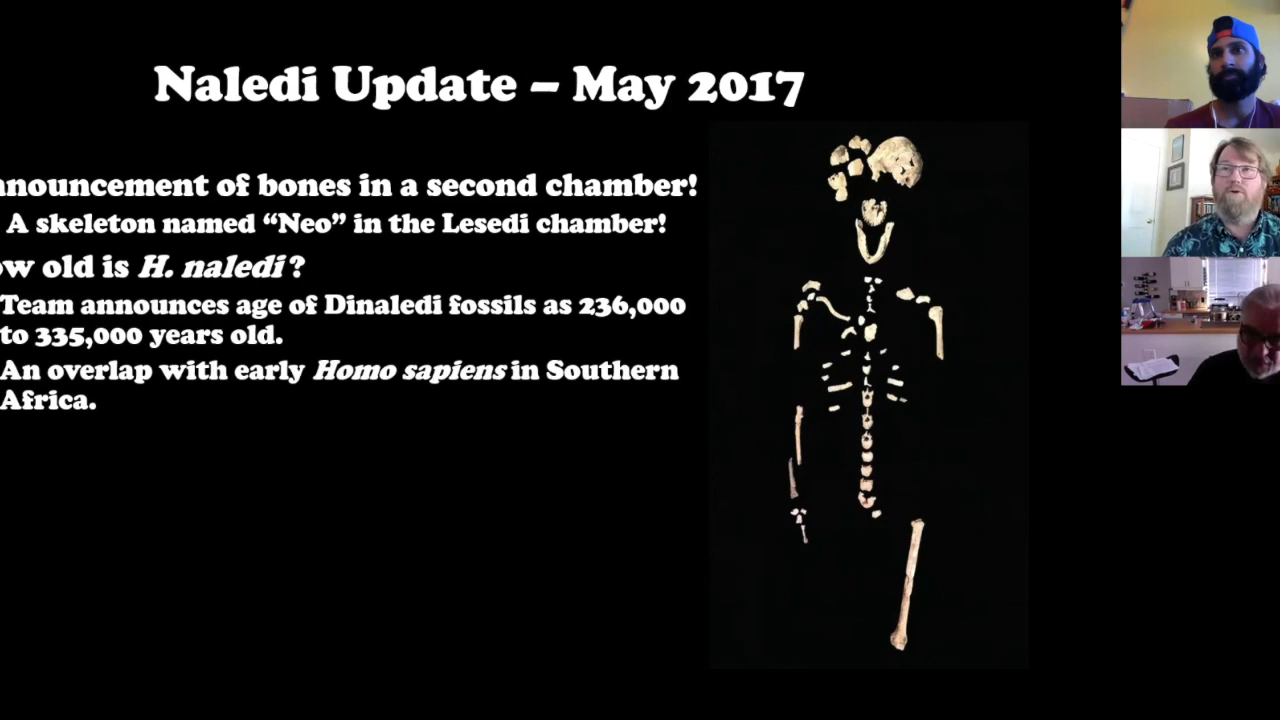 Naledi Update – May 2017
nnouncement of bones in a second chamber!
A skeleton named “Neo” in the Lesedi chamber!
ow old is H. naledi?
Team announces age of Dinaledi fossils as 236,000
to 335,000 years old.
An overlap with early Homo sapiens in Southern
Africa.